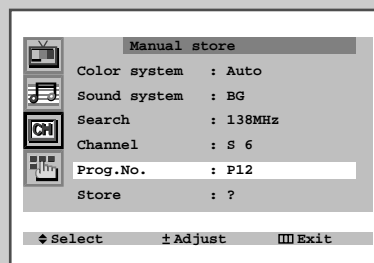 Manual store
Color system : Auto
Sound system : BG
Search : 138MHz
CH
Channel : S 6
Prog.No. : P12
Store : ?
Select ± Adjust Exit